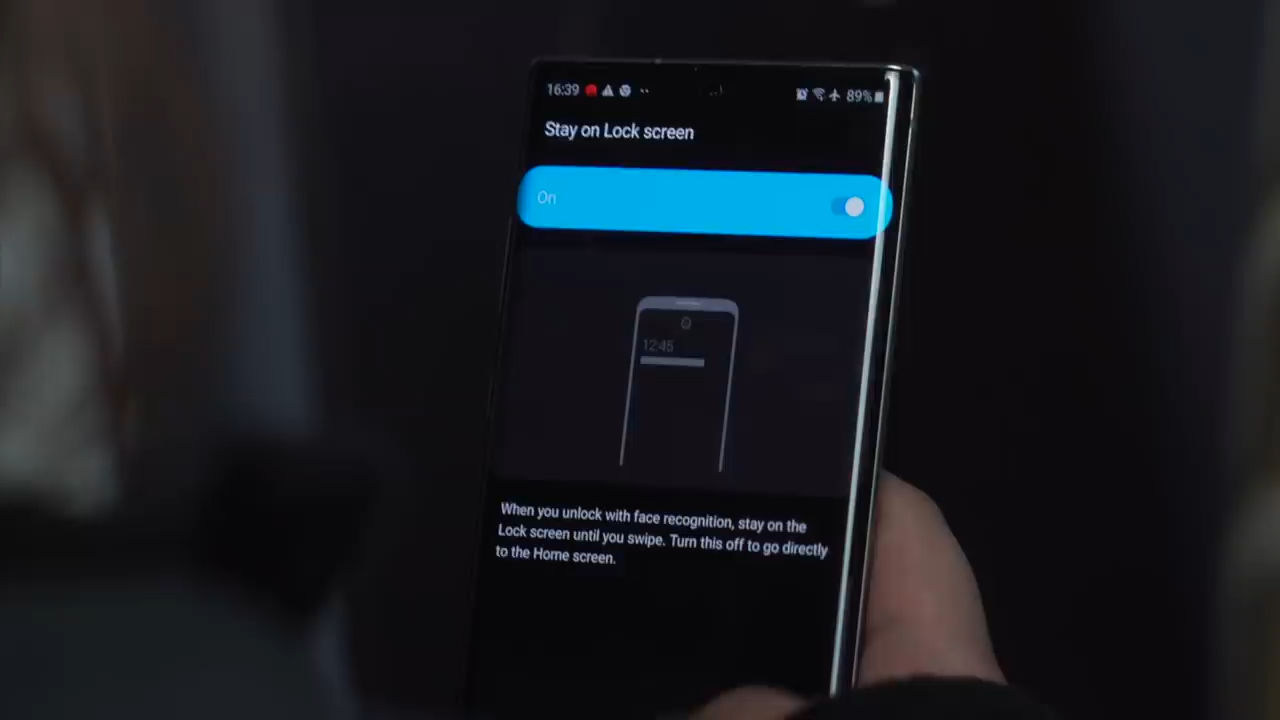 16:39 89%
Stay on Lock screen
On
12:45
When you unlock with face recognition, stay on the
Lock screen until you swipe. Turn this off to go directly
to the Home screen.